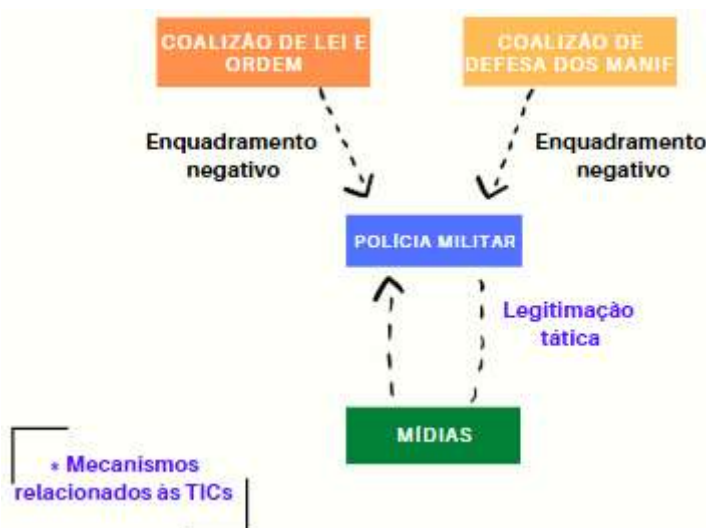 COALIZÃO DE LEI E
ORDEM
COALIZÃO DE
DEFESA DOS MANIF
Enquadramento
negativo
Enquadramento
negativo
POLÍCIA MILITAR
Legitimação
tática
MÍDIAS
* Mecanismos
relacionados às TICs